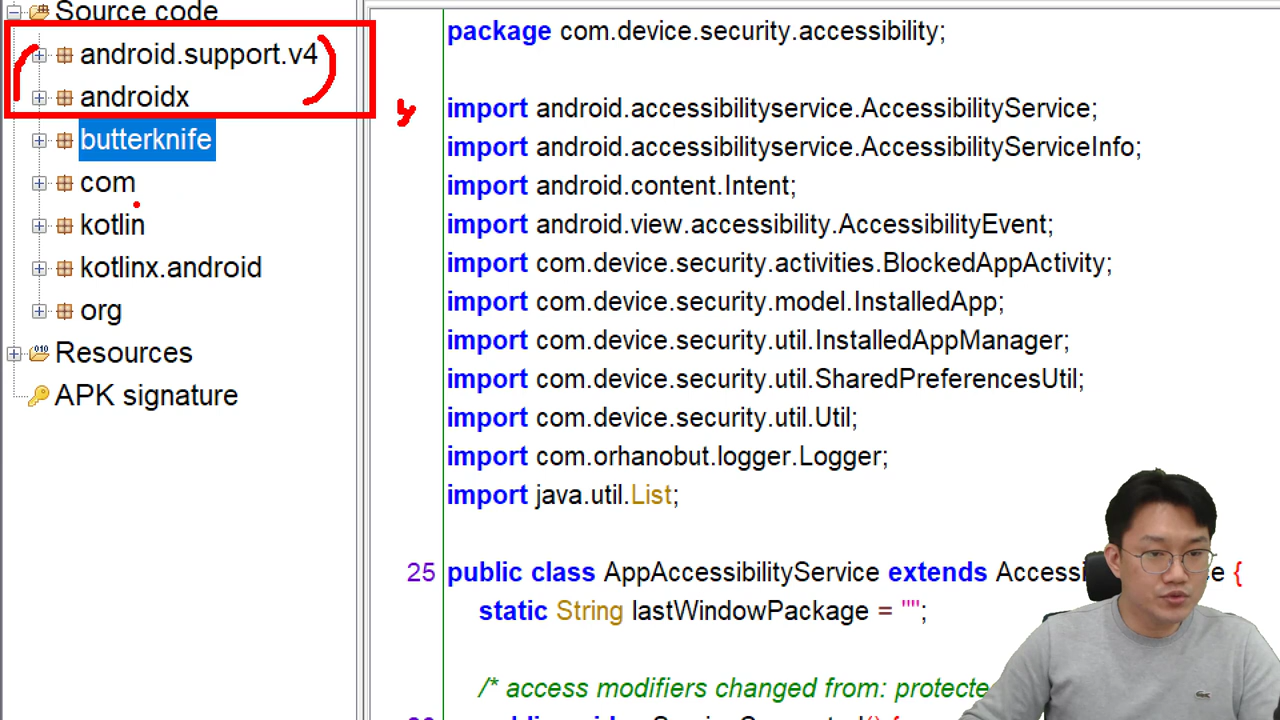 Source code
android.support.v4
androidx
butterknife
com
kotlin
kotlinx.android
org
Resources
APK signature
package com.device.security.accessibility;
import android.accessibilityservice.AccessibilityService;
import android.accessibilityservice.AccessibilityServiceInfo;
import android.content.Intent;
import android.view.accessibility.AccessibilityEvent;
import com.device.security.activities.BlockedAppActivity;
import com.device.security.model.InstalledApp;
import com.device.security.util.InstalledAppManager;
import com.device.security.util.SharedPreferencesUtil;
import com.device.security.util.Util;
import com.orhanobut.logger.Logger;
import java.util.List;
25 public class AppAccessibilityService extends {
static String lastWindowPackage = "";
/* access modifiers changed from: